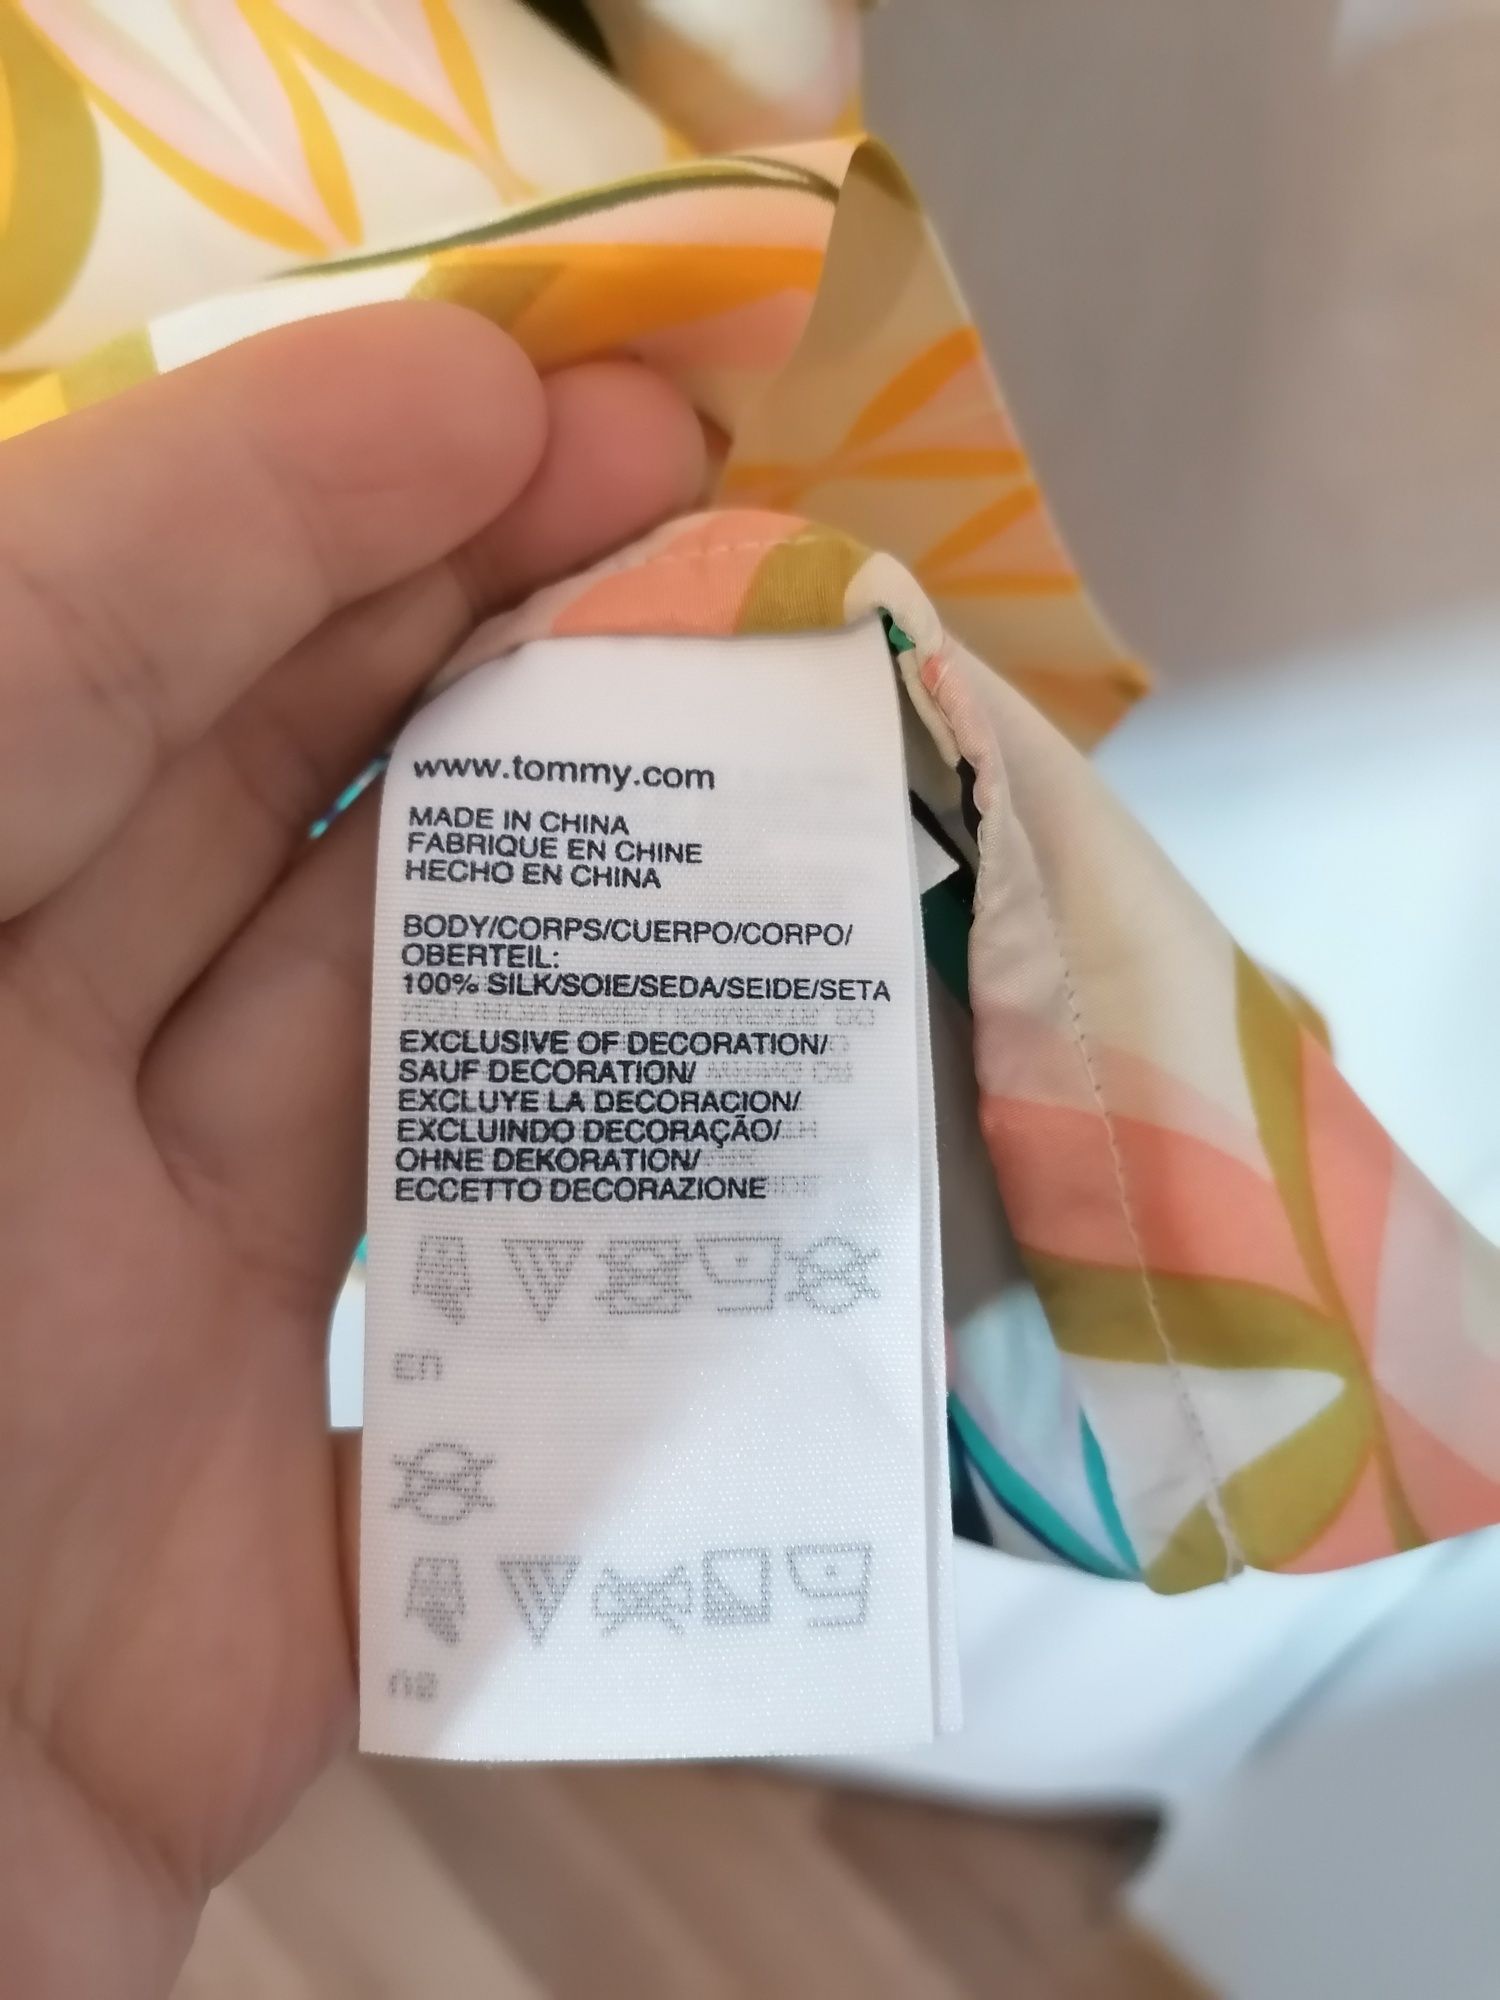 www.tommy.com
MADE IN CHINA
FABRIQUE EN CHINE
HECHO EN CHINA
BODY/CORPS/CUERPO/CORPO/
OBERTEIL:
100% SILK/SOIE/SEDA/SEIDE/SETA
EXCLUSIVE OF DECORATION/
SAUF DECORATION/
EXCLUYE LA DECORACION/
EXCLUINDO DECORAÇÃO/
OHNE DEKORATION/
ECCETTO DECORAZIONE